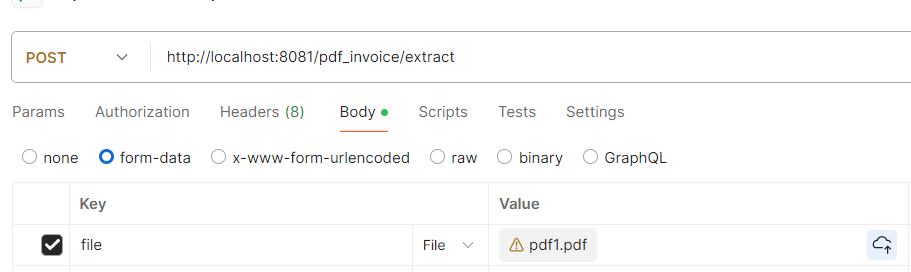 POST http://localhost:8081/pdf_invoice/extract
Params Authorization Headers (8) Body Scripts Tests Settings
none form-data x-www-form-urlencoded raw binary GraphQL
Key Value
file File pdf1.pdf